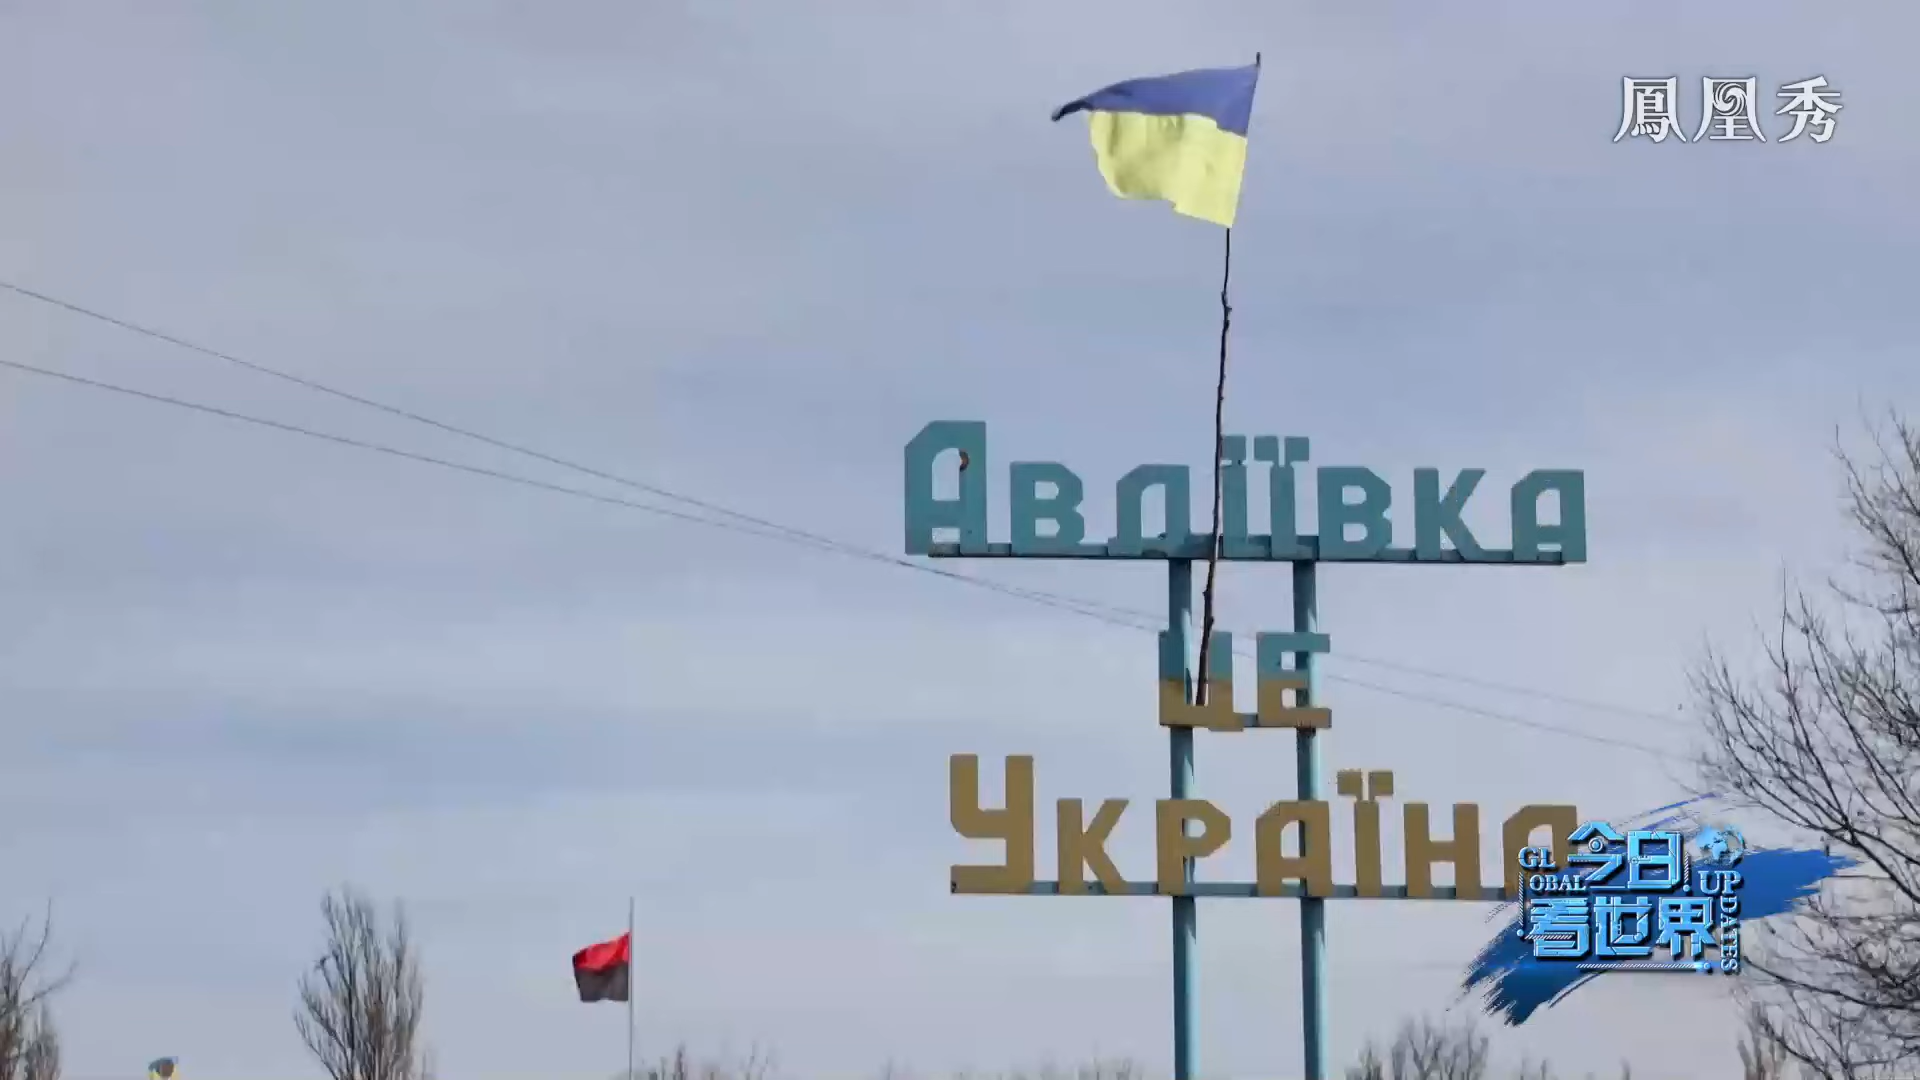 鳳凰秀
Авдіївка
це
Україна
GLOBAL
今日
看世界
UPDATES